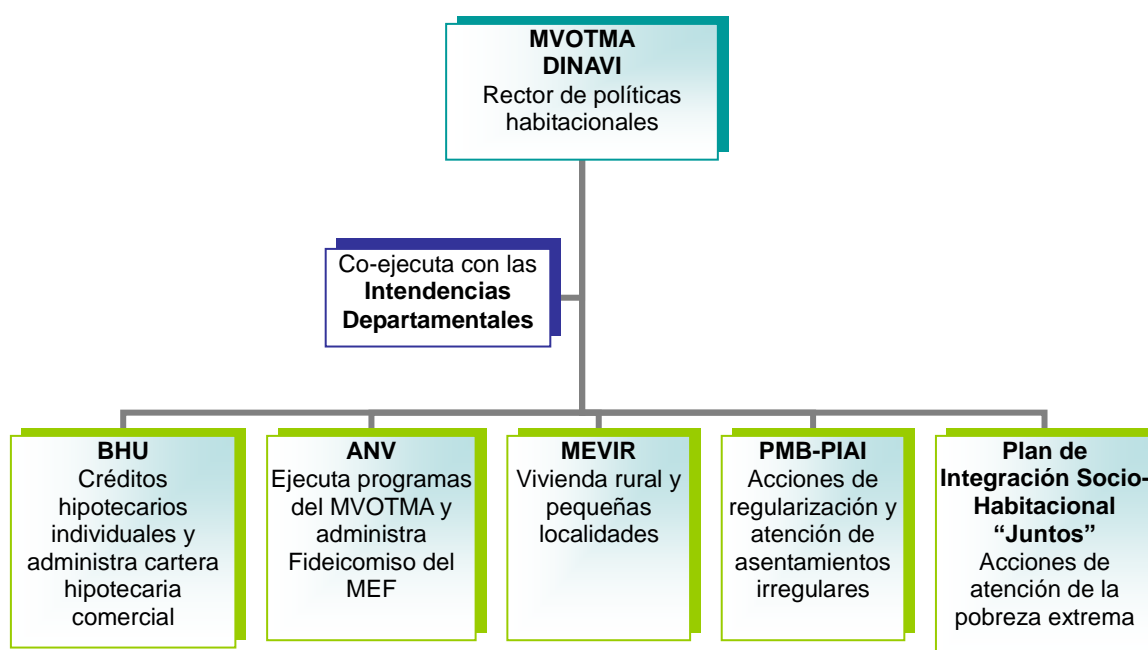 MVOTMA
DINAVI
Rector de políticas
habitacionales
Co-ejecuta con las
Intendencias
Departamentales
BHU
Créditos
hipotecarios
individuales y
administra cartera
hipotecaria
comercial
ANV
Ejecuta programas
del MVOTMA y
administra
Fideicomiso del
MEF
MEVIR
Vivienda rural y
pequeñas
localidades
PMB-PIAI
Acciones de
regularización y
atención de
asentamientos
irregulares
Plan de
Integración Socio-
Habitacional
“Juntos”
Acciones de
atención de la
pobreza extrema